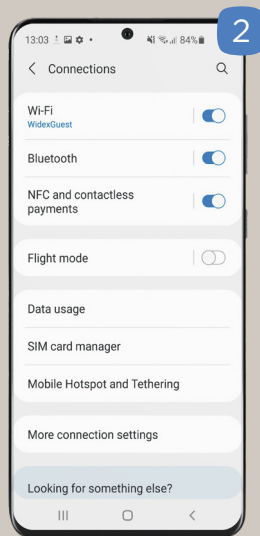 2
13:03 84%
Connections
Wi-Fi
WidexGuest
Bluetooth
NFC and contactless
payments
Flight mode
Data usage
SIM card manager
Mobile Hotspot and Tethering
More connection settings
Looking for something else?